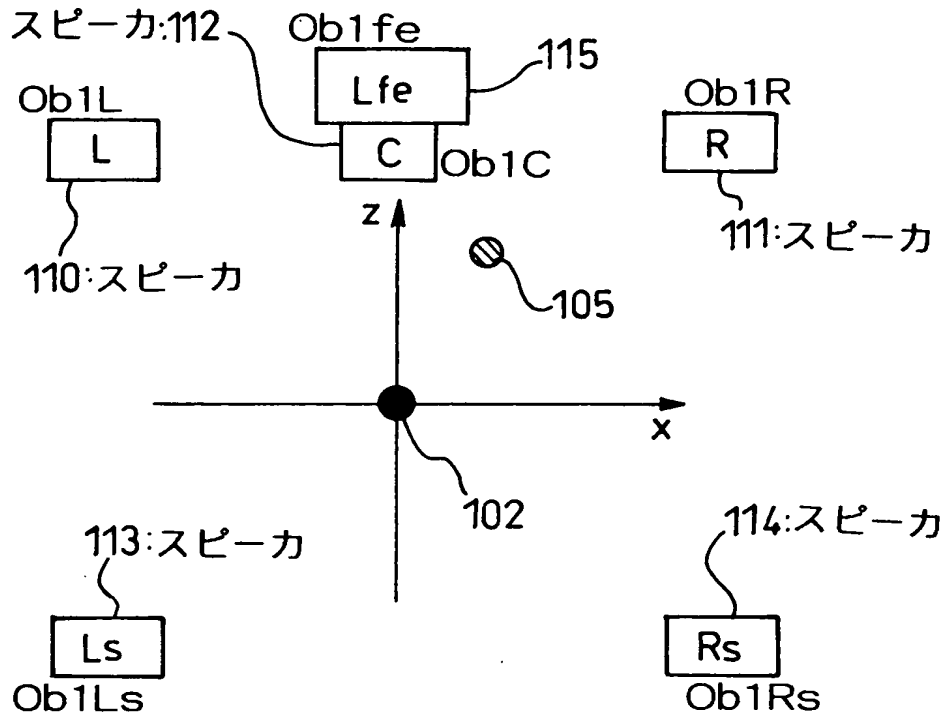 スピーカ:112
Ob1fe
115
Lfe
Ob1L
Ob1R
L
C
Ob1C
R
z
110:スピーカ
111:スピーカ
105
x
102
113:スピーカ
114:スピーカ
Ls
Rs
Ob1Ls
Ob1Rs